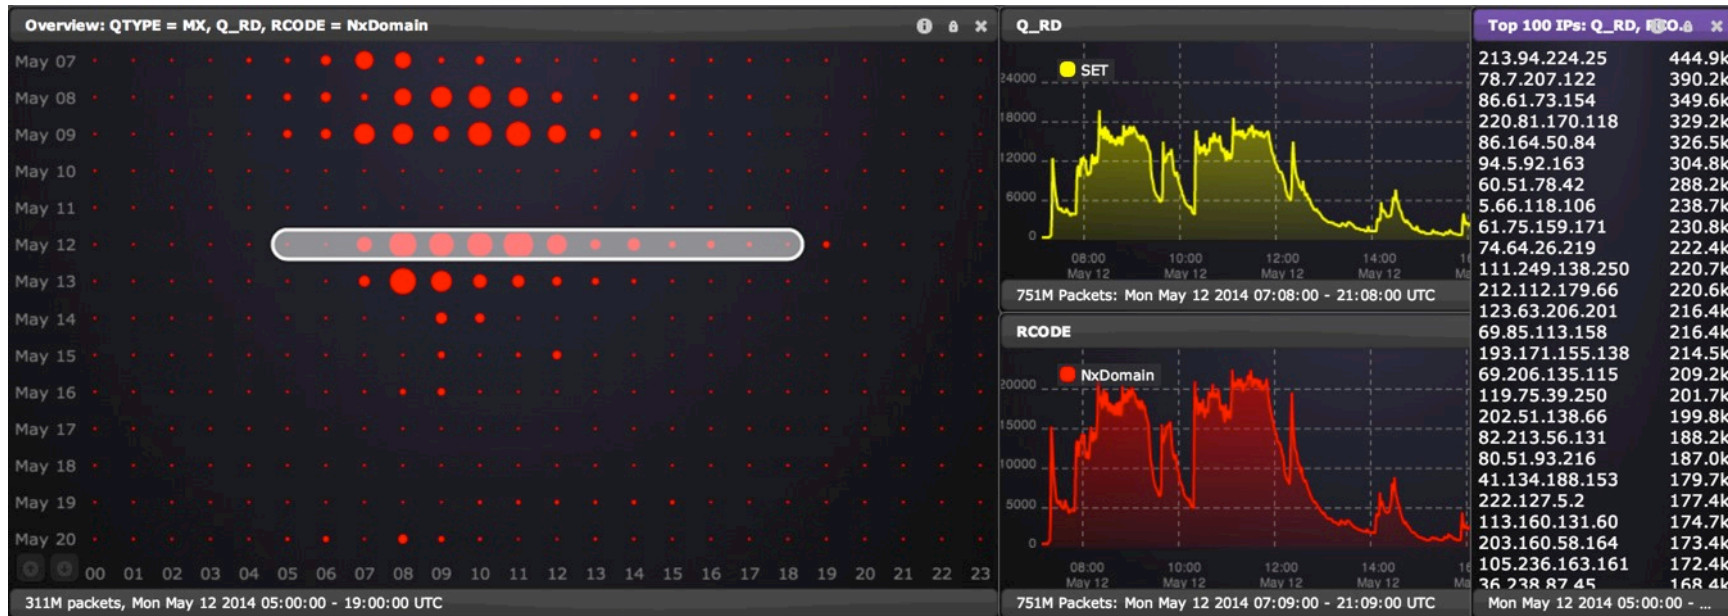 Overview: QTYPE = MX, Q_RD, RCODE = NxDomain
May 07
May 08
May 09
May 10
May 11
May 12
May 13
May 14
May 15
May 16
May 17
May 18
May 19
May 20
00 01 02 03 04 05 06 07 08 09 10 11 12 13 14 15 16 17 18 19 20 21 22 23
311M packets, Mon May 12 2014 05:00:00 - 19:00:00 UTC
Q_RD
SET
24000
18000
12000
6000
0
08:00 10:00 12:00 14:00 16
May 12 May 12 May 12 May 12 Ma
751M Packets: Mon May 12 2014 07:08:00 - 21:08:00 UTC
RCODE
NxDomain
20000
15000
10000
5000
0
08:00 10:00 12:00 14:00 16
May 12 May 12 May 12 May 12 Ma
751M Packets: Mon May 12 2014 07:09:00 - 21:09:00 UTC
Top 100 IPs: Q_RD,
213.94.224.25 444.9k
78.7.207.122 390.2k
86.61.73.154 349.6k
220.81.170.118 329.2k
86.164.50.84 326.5k
94.5.92.163 304.8k
60.51.78.42 288.2k
5.66.118.106 238.7k
61.75.159.171 230.8k
74.64.26.219 222.4k
111.249.138.250 220.7k
212.112.179.66 220.6k
123.63.206.201 216.4k
69.85.113.158 216.4k
193.171.155.138 214.5k
69.206.135.115 209.2k
119.75.39.250 201.7k
202.51.138.66 199.8k
82.213.56.131 188.2k
80.51.93.216 187.0k
41.134.188.153 179.7k
222.127.5.2 177.4k
113.160.131.60 174.7k
203.160.58.164 173.4k
105.236.163.161 172.4k
36.238.87.45 168.4k
Mon May 12 2014 05:00:00 - ...